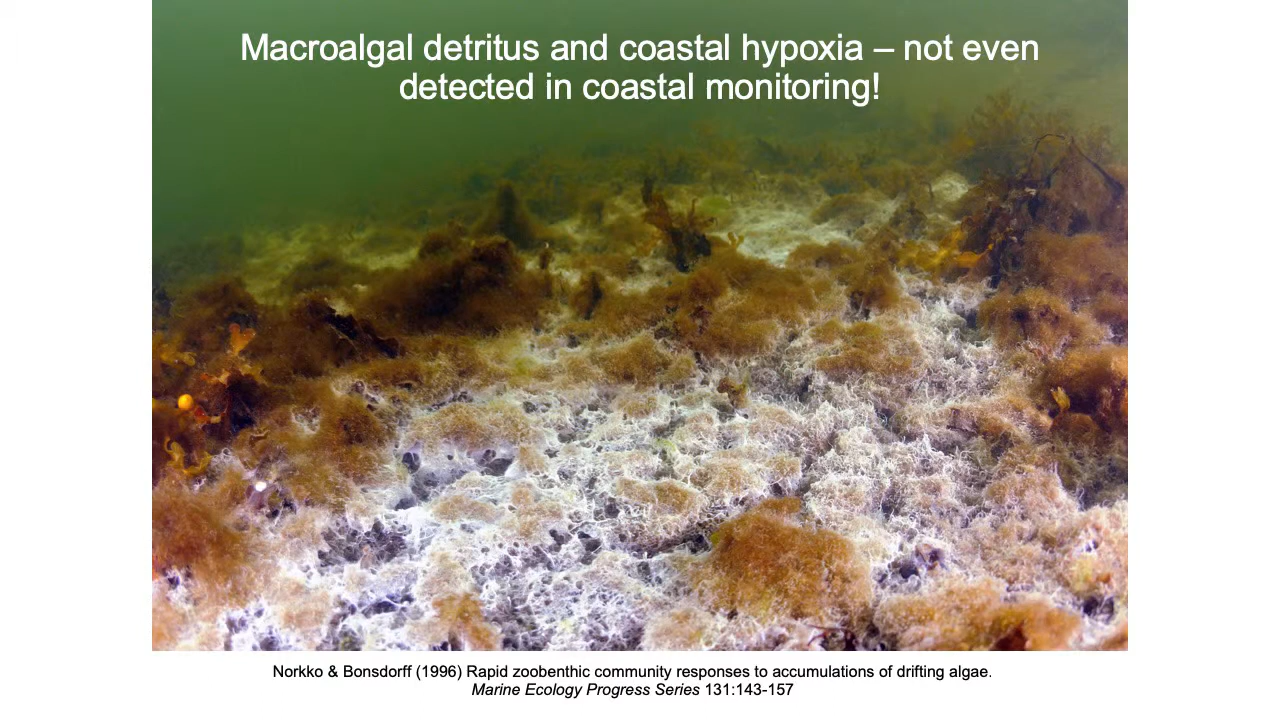 Macroalgal detritus and coastal hypoxia – not even
detected in coastal monitoring!
Norkko & Bonsdorff (1996) Rapid zoobenthic community responses to accumulations of drifting algae.
Marine Ecology Progress Series 131:143-157